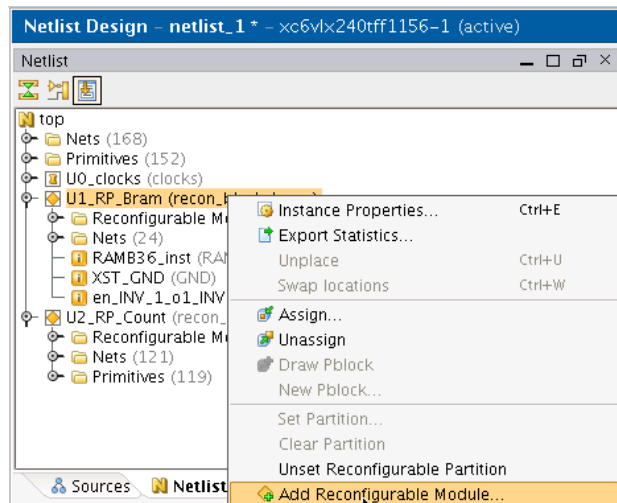 Netlist Design - netlist_1 * - xc6vlx240tff1156-1 (active)
Netlist
top
Nets (168)
Primitives (152)
U0_clocks (clocks)
U1_RP_Bram
Reconfigurable
Nets (24)
RAMB36_inst
XST_GND (GND)
en_INV_1_o1_INV
U2_RP_Count (recon_
Reconfigurable
Nets (121)
Primitives (119)
Instance Properties... Ctrl+E
Export Statistics...
Unplace Ctrl+U
Swap locations Ctrl+W
Assign...
Unassign
Draw Pblock
New Pblock...
Set Partition...
Clear Partition
Unset Reconfigurable Partition
Add Reconfigurable Module...
Sources Netlist